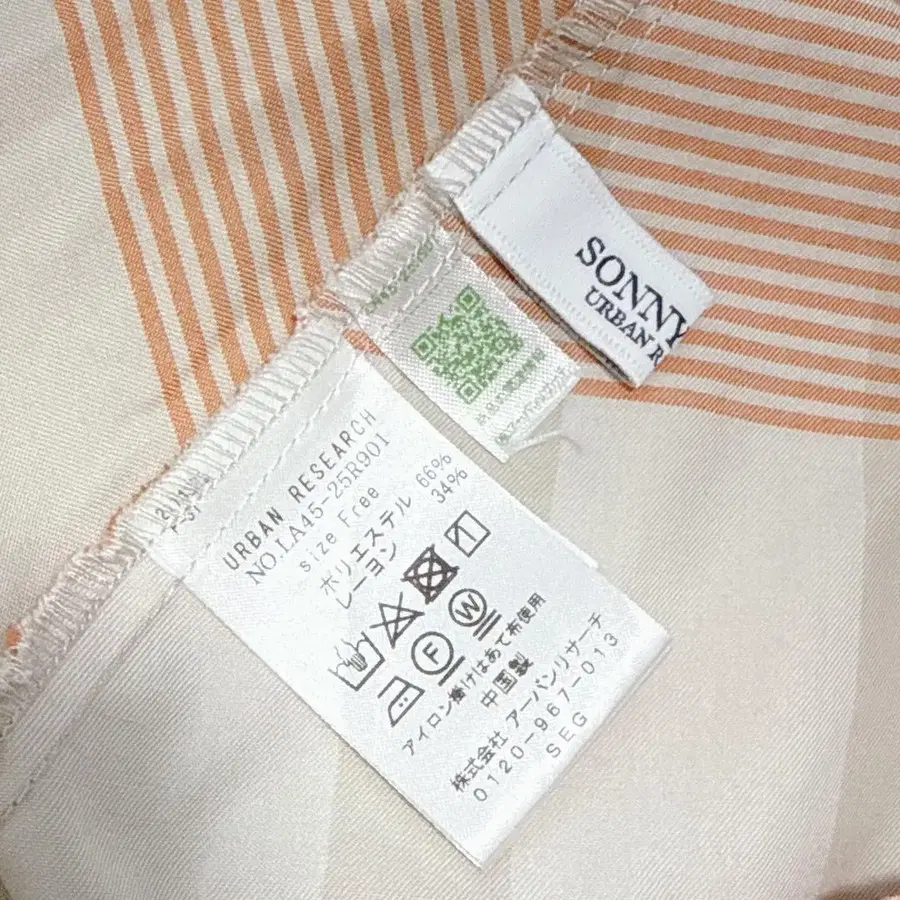 SONNY
URBAN R
URBAN RESEARCH
NO.LA45-25R901
size Free
ポリエステル 66%
レーヨン 34%
W
F
アイロン掛けはあて布使用
中国製
株式会社 アーバンリサーチ
0120-967-013
SEG